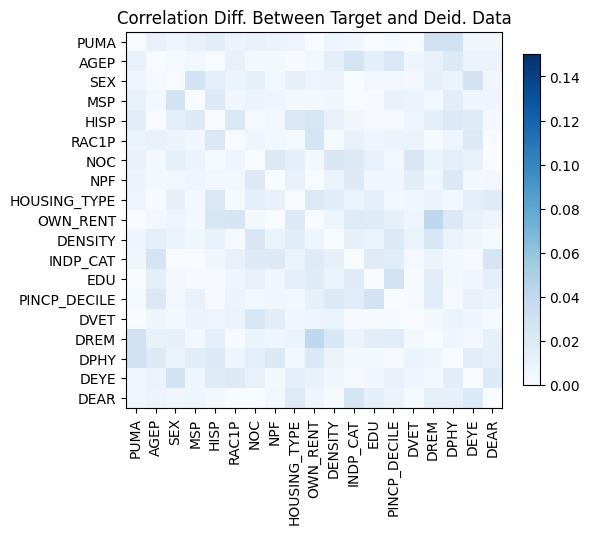 Correlation Diff. Between Target and Deid. Data
PUMA
AGEP
SEX
MSP
HISP
RAC1P
NOC
NPF
HOUSING_TYPE
OWN_RENT
DENSITY
INDP_CAT
EDU
PINCP_DECILE
DVET
DREM
DPHY
DEYE
DEAR
PUMA
AGEP
SEX
MSP
HISP
RAC1P
NOC
NPF
HOUSING_TYPE
OWN_RENT
DENSITY
INDP_CAT
EDU
PINCP_DECILE
DVET
DREM
DPHY
DEYE
DEAR
0.14
0.12
0.10
0.08
0.06
0.04
0.02
0.00